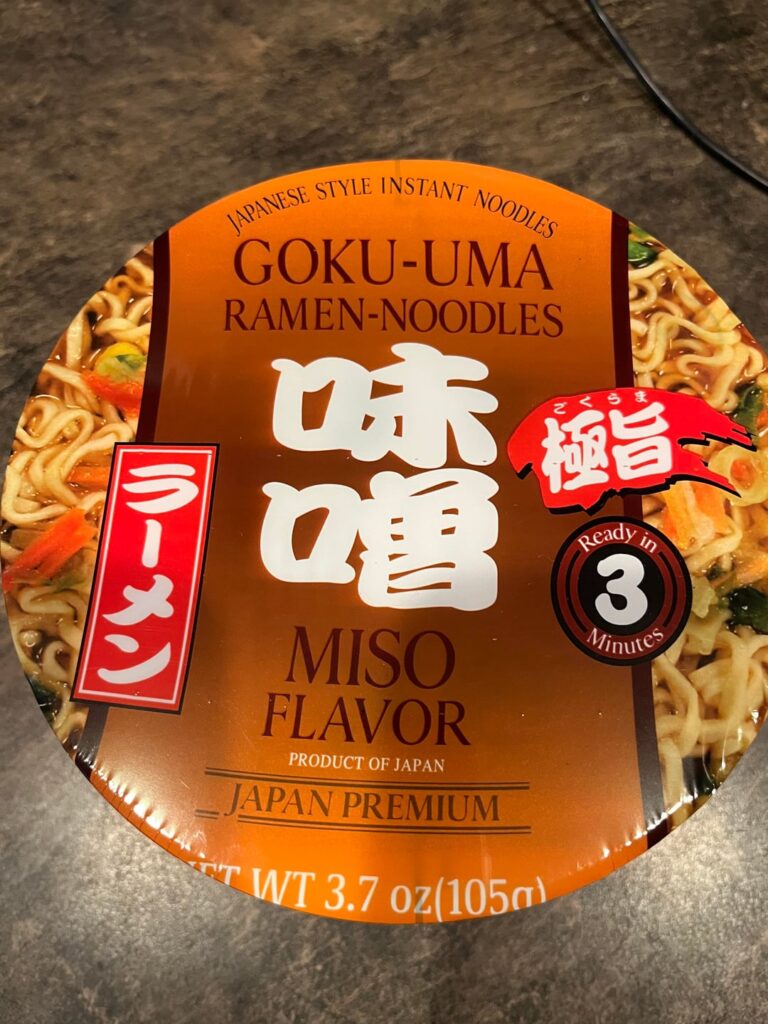 JAPANESE STYLE INSTANT NOODLES
GOKU-UMA
RAMEN-NOODLES
味噌
ごくうま
極旨
ラーメン
Ready in
3
Minutes
MISO
FLAVOR
PRODUCT OF JAPAN
JAPAN PREMIUM
NET WT 3.7 oz(105g)